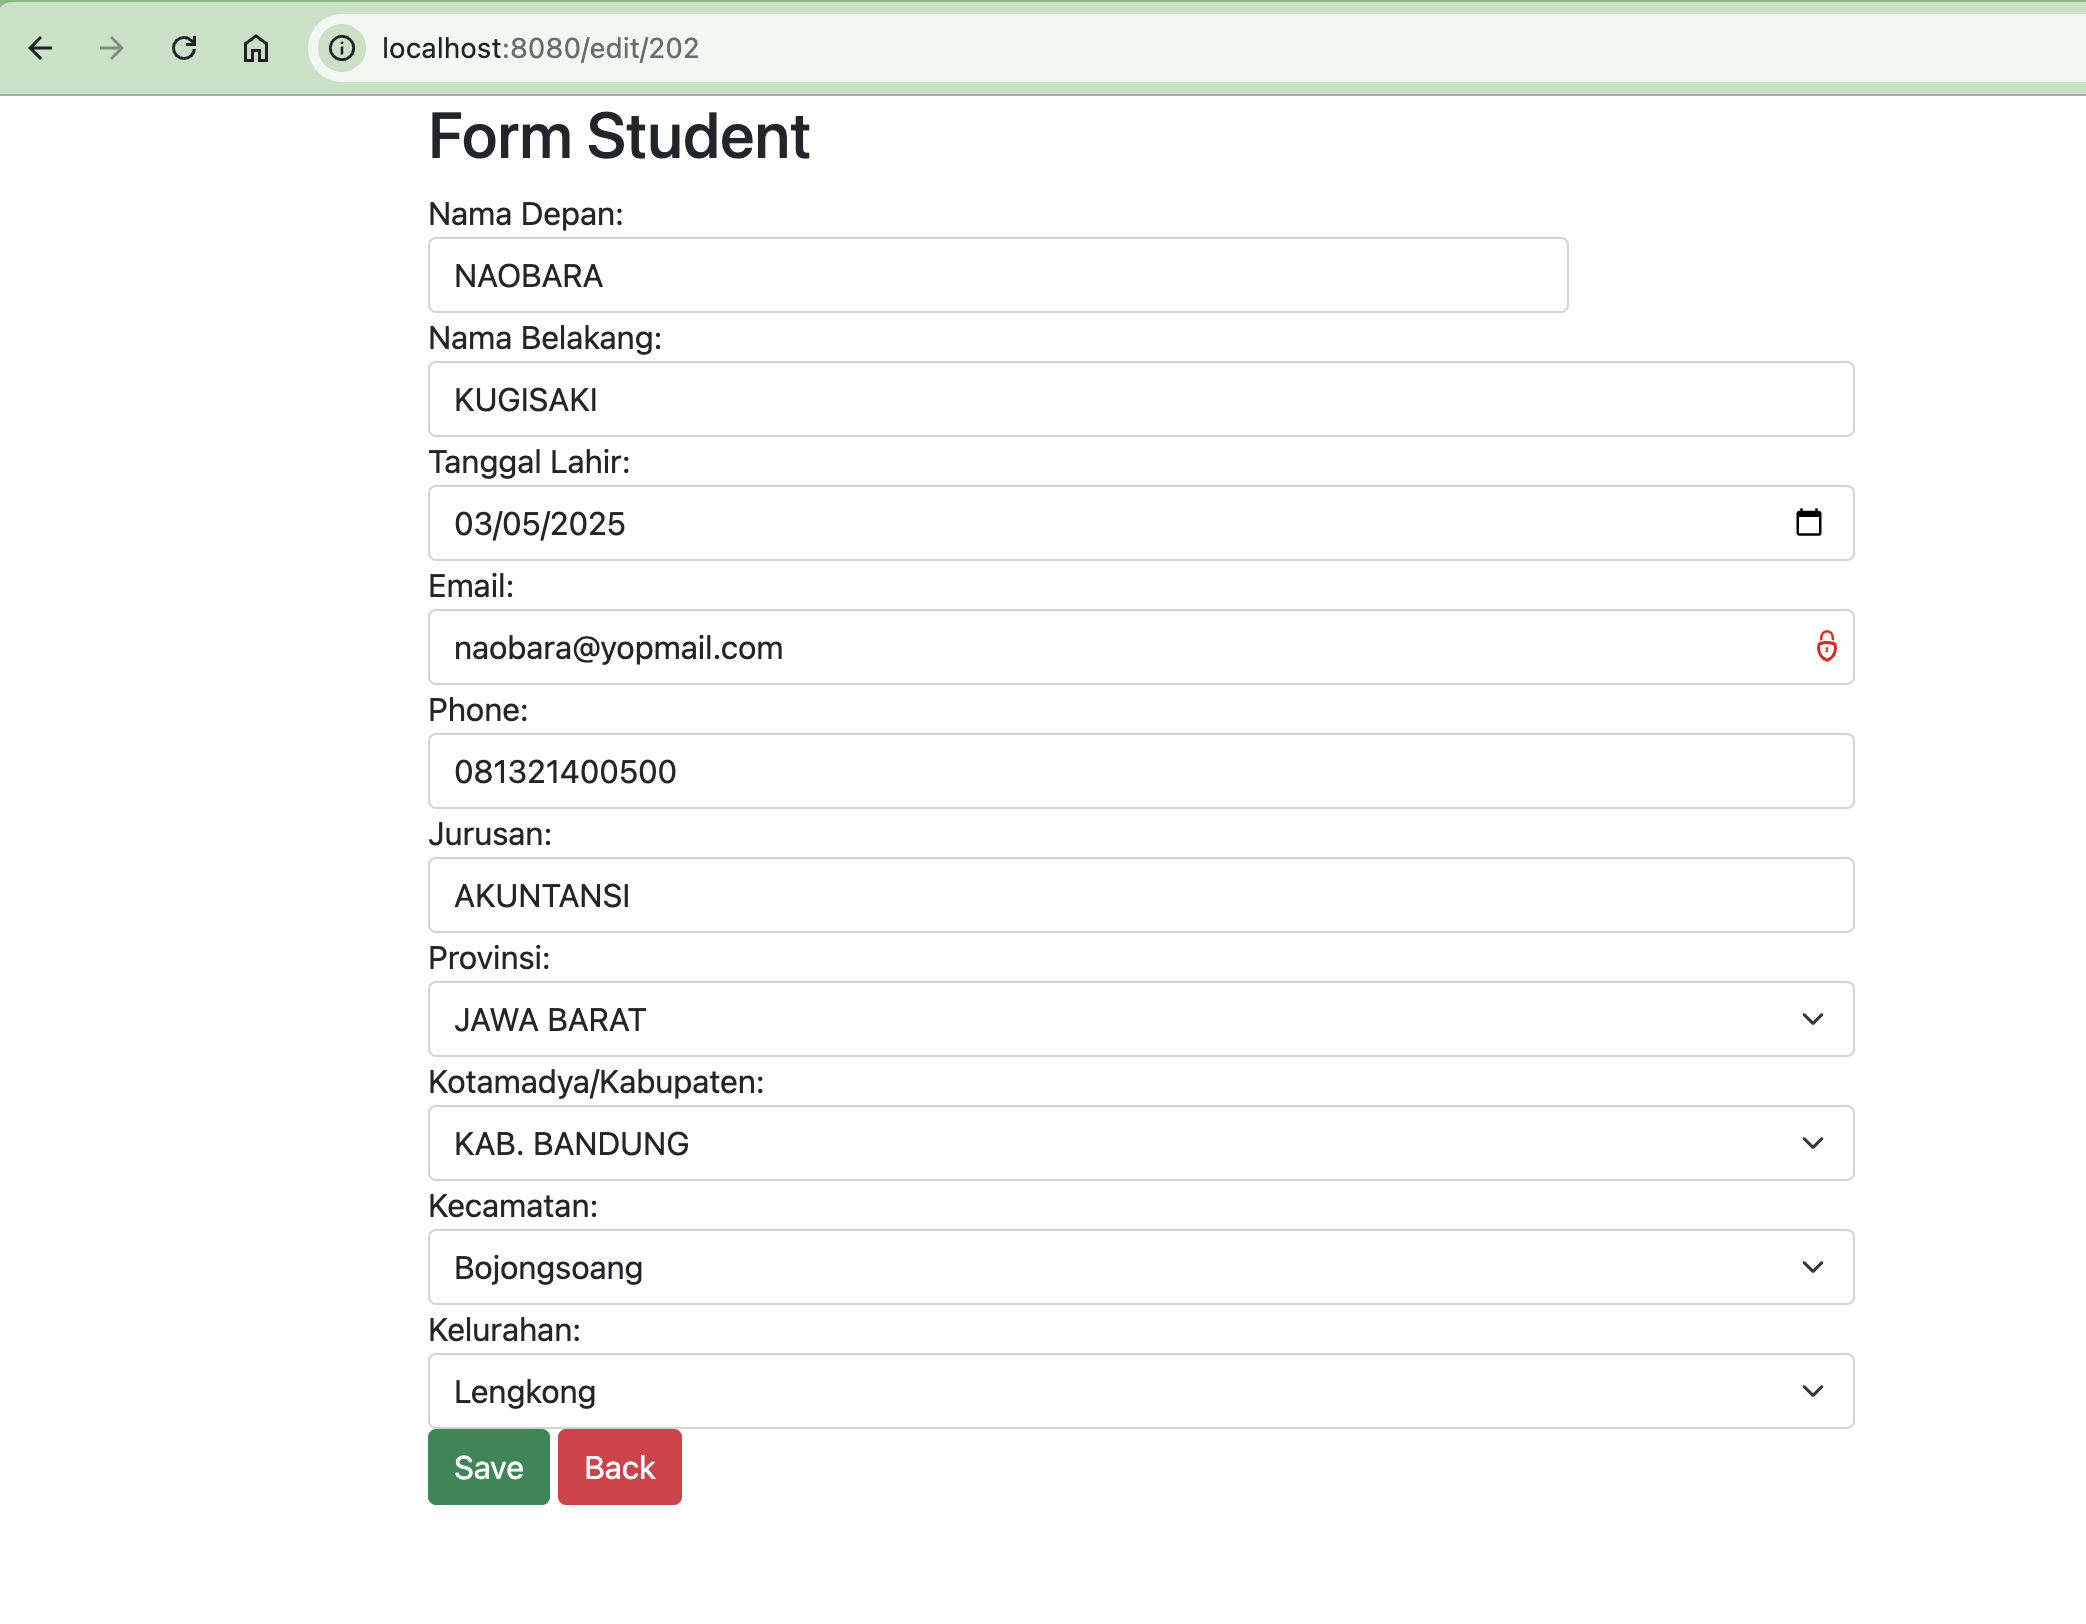 localhost:8080/edit/202
Form Student
Nama Depan:
NAOBARA
Nama Belakang:
KUGISAKI
Tanggal Lahir:
03/05/2025
Email:
naobara@yopmail.com
Phone:
081321400500
Jurusan:
AKUNTANSI
Provinsi:
JAWA BARAT
Kotamadya/Kabupaten:
KAB. BANDUNG
Kecamatan:
Bojongsoang
Kelurahan:
Lengkong
Save Back